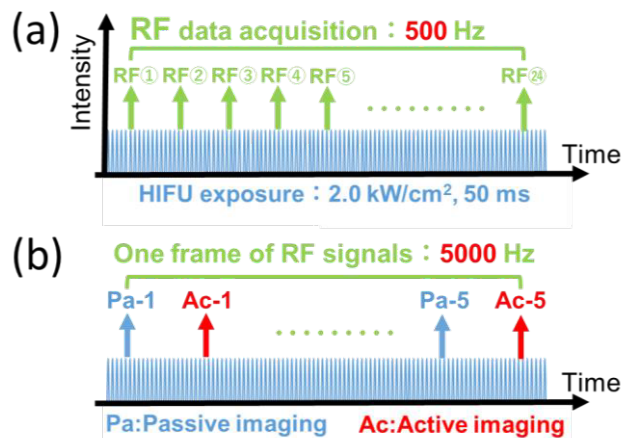 (a)
RF data acquisition：500 Hz
RF① RF② RF③ RF④ RF⑤ RF㉔
Intensity
Time
HIFU exposure：2.0 kW/cm², 50 ms
(b)
One frame of RF signals：5000 Hz
Pa-1 Ac-1 Pa-5 Ac-5
Time
Pa:Passive imaging Ac:Active imaging